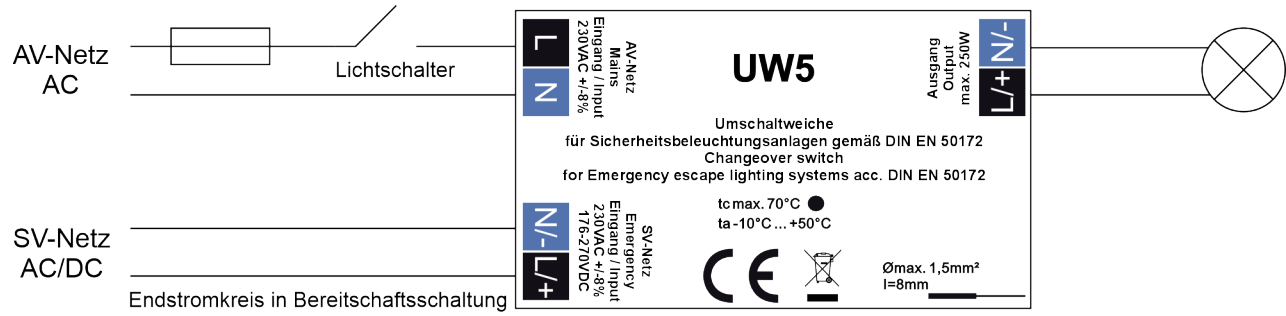 AV-Netz
AC
Lichtschalter
SV-Netz
AC/DC
Endstromkreis in Bereitschaftsschaltung
L
N
AV-Netz
Mains
Eingang / Input
230VAC +/-8%
N/-
L/+
SV-Netz
Emergency
Eingang / Input
230VAC +/-8%
176-270VDC
UW5
Umschaltweiche
für Sicherheitsbeleuchtungsanlagen gemäß DIN EN 50172
Changeover switch
for Emergency escape lighting systems acc. DIN EN 50172
tc max. 70°C
ta -10°C ... +50°C
CE
Ømax. 1,5mm²
l=8mm
Ausgang
Output
max. 250W
N/-
L/+